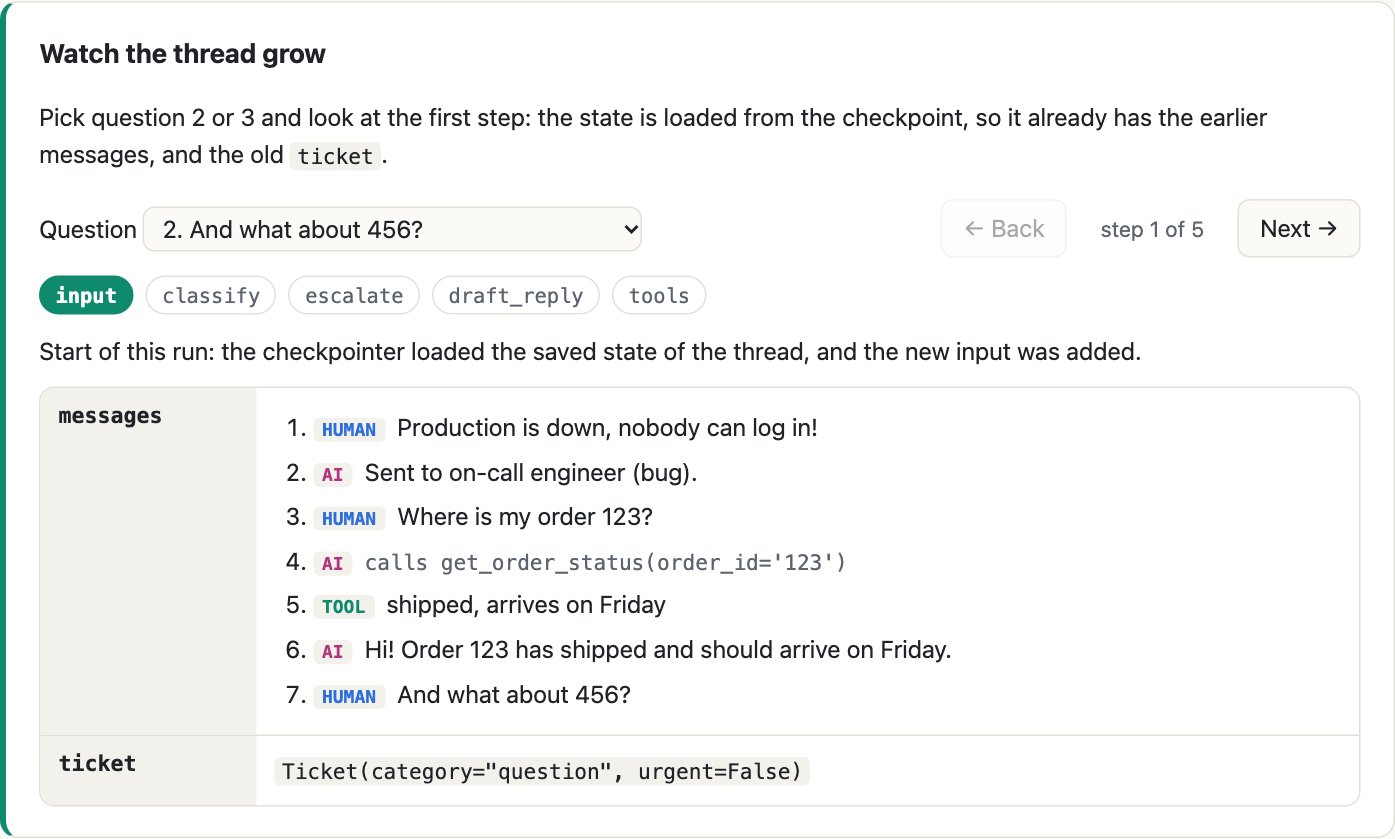 Watch the thread grow
Pick question 2 or 3 and look at the first step: the state is loaded from the checkpoint, so it already has the earlier
messages, and the old ticket.
Question 2. And what about 456? ← Back step 1 of 5 Next →
input classify escalate draft_reply tools
Start of this run: the checkpointer loaded the saved state of the thread, and the new input was added.
messages
1. HUMAN Production is down, nobody can log in!
2. AI Sent to on-call engineer (bug).
3. HUMAN Where is my order 123?
4. AI calls get_order_status(order_id='123')
5. TOOL shipped, arrives on Friday
6. AI Hi! Order 123 has shipped and should arrive on Friday.
7. HUMAN And what about 456?
ticket Ticket(category="question", urgent=False)